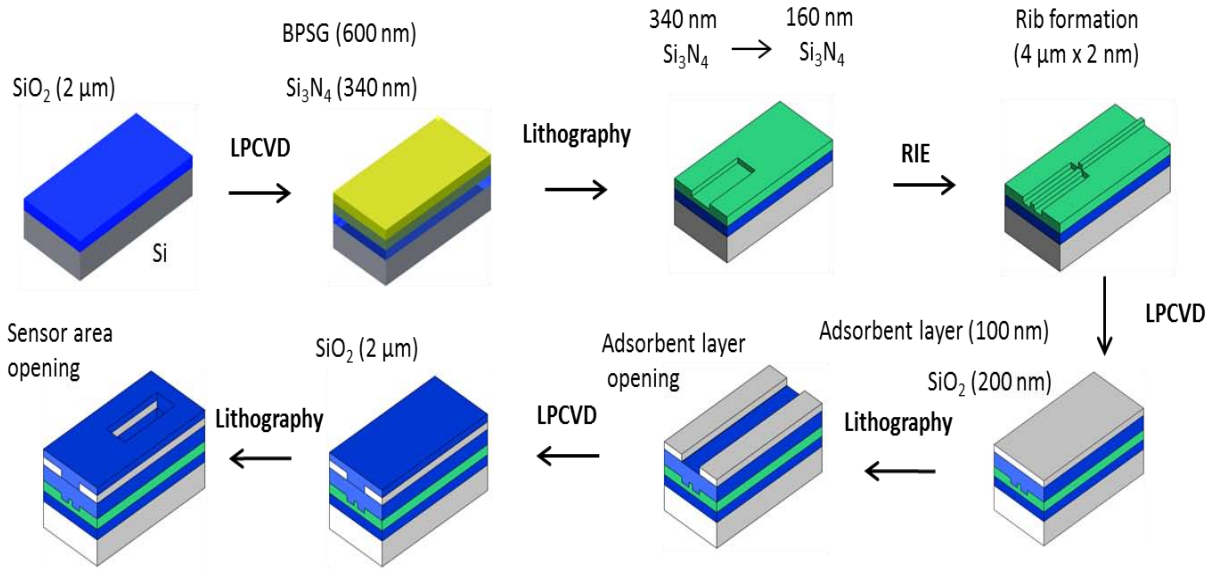 SiO₂ (2 µm)
Si
LPCVD
BPSG (600 nm)
Si₃N₄ (340 nm)
Lithography
340 nm
Si₃N₄
160 nm
Si₃N₄
RIE
Rib formation
(4 µm x 2 nm)
LPCVD
Adsorbent layer (100 nm)
SiO₂ (200 nm)
Lithography
Adsorbent layer
opening
LPCVD
SiO₂ (2 µm)
Lithography
Sensor area
opening